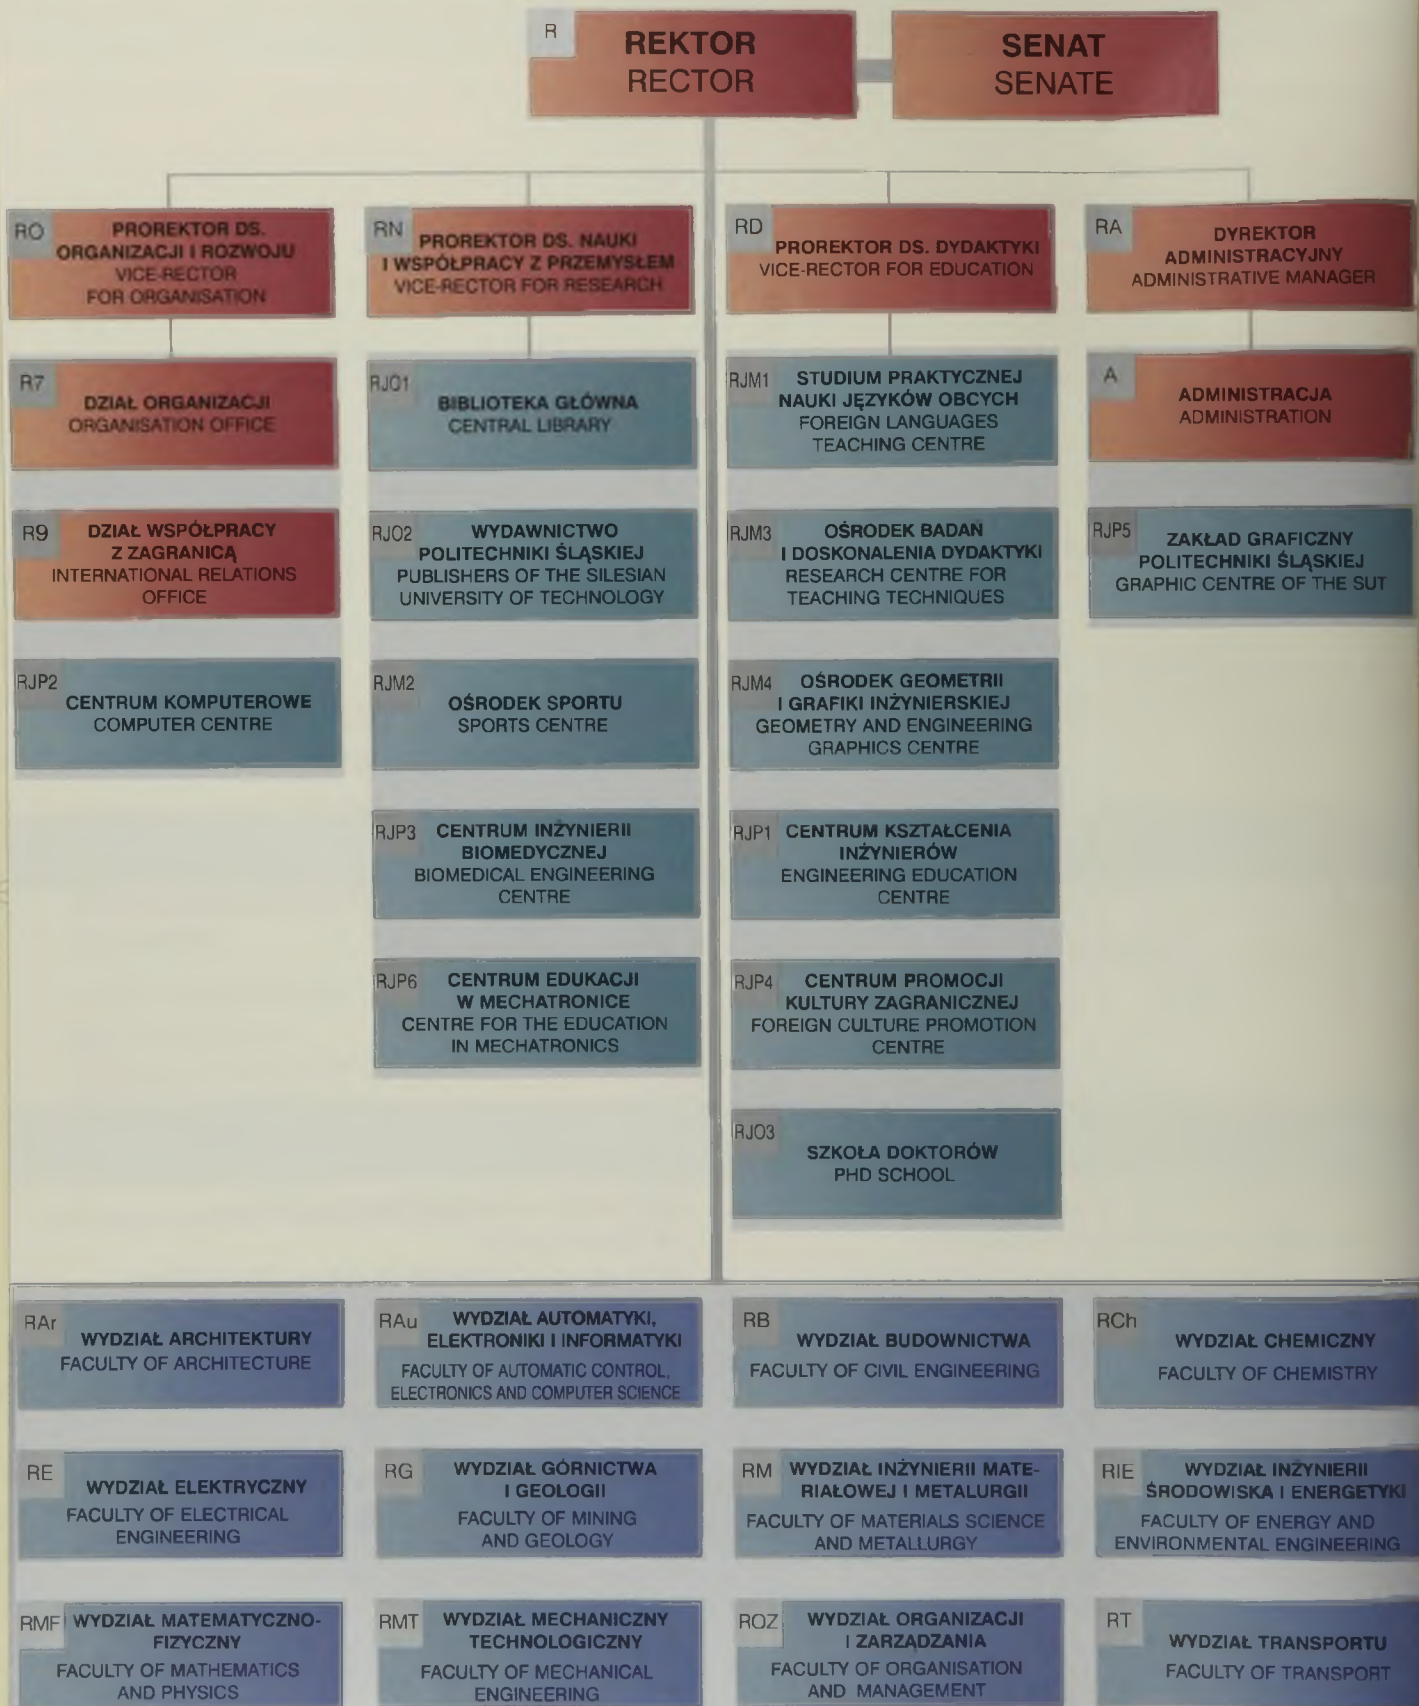 R
REKTOR
RECTOR
SENAT
SENATE
RO
PROREKTOR DS.
ORGANIZACJI I ROZWOJU
VICE-RECTOR
FOR ORGANISATION
RN
PROREKTOR DS. NAUKI
I WSPÓŁPRACY Z PRZEMYSŁEM
VICE-RECTOR FOR RESEARCH
RD
PROREKTOR DS. DYDAKTYKI
VICE-RECTOR FOR EDUCATION
RA
DYREKTOR
ADMINISTRACYJNY
ADMINISTRATIVE MANAGER
R7
DZIAŁ ORGANIZACJI
ORGANISATION OFFICE
RJO1
BIBLIOTEKA GŁÓWNA
CENTRAL LIBRARY
RJM1
STUDIUM PRAKTYCZNEJ
NAUKI JĘZYKÓW OBCYCH
FOREIGN LANGUAGES
TEACHING CENTRE
A
ADMINISTRACJA
ADMINISTRATION
R9
DZIAŁ WSPÓŁPRACY
Z ZAGRANICĄ
INTERNATIONAL RELATIONS
OFFICE
RJO2
WYDAWNICTWO
POLITECHNIKI ŚLĄSKIEJ
PUBLISHERS OF THE SILESIAN
UNIVERSITY OF TECHNOLOGY
RJM3
OŚRODEK BADAŃ
I DOSKONALENIA DYDAKTYKI
RESEARCH CENTRE FOR
TEACHING TECHNIQUES
RJP5
ZAKŁAD GRAFICZNY
POLITECHNIKI ŚLĄSKIEJ
GRAPHIC CENTRE OF THE SUT
RJP2
CENTRUM KOMPUTEROWE
COMPUTER CENTRE
RJM2
OŚRODEK SPORTU
SPORTS CENTRE
RJM4
OŚRODEK GEOMETRII
I GRAFIKI INŻYNIERSKIEJ
GEOMETRY AND ENGINEERING
GRAPHICS CENTRE
RJP3
CENTRUM INŻYNIERII
BIOMEDYCZNEJ
BIOMEDICAL ENGINEERING
CENTRE
RJP1
CENTRUM KSZTAŁCENIA
INŻYNIERÓW
ENGINEERING EDUCATION
CENTRE
RJP6
CENTRUM EDUKACJI
W MECHATRONICE
CENTRE FOR THE EDUCATION
IN MECHATRONICS
RJP4
CENTRUM PROMOCJI
KULTURY ZAGRANICZNEJ
FOREIGN CULTURE PROMOTION
CENTRE
RJO3
SZKOŁA DOKTORÓW
PHD SCHOOL
RAr
WYDZIAŁ ARCHITEKTURY
FACULTY OF ARCHITECTURE
RAu
WYDZIAŁ AUTOMATYKI,
ELEKTRONIKI I INFORMATYKI
FACULTY OF AUTOMATIC CONTROL,
ELECTRONICS AND COMPUTER SCIENCE
RB
WYDZIAŁ BUDOWNICTWA
FACULTY OF CIVIL ENGINEERING
RCh
WYDZIAŁ CHEMICZNY
FACULTY OF CHEMISTRY
RE
WYDZIAŁ ELEKTRYCZNY
FACULTY OF ELECTRICAL
ENGINEERING
RG
WYDZIAŁ GÓRNICTWA
I GEOLOGII
FACULTY OF MINING
AND GEOLOGY
RM
WYDZIAŁ INŻYNIERII MATE-
RIAŁOWEJ I METALURGII
FACULTY OF MATERIALS SCIENCE
AND METALLURGY
RIE
WYDZIAŁ INŻYNIERII
ŚRODOWISKA I ENERGETYKI
FACULTY OF ENERGY AND
ENVIRONMENTAL ENGINEERING
RMF
WYDZIAŁ MATEMATYCZNO-
FIZYCZNY
FACULTY OF MATHEMATICS
AND PHYSICS
RMT
WYDZIAŁ MECHANICZNY
TECHNOLOGICZNY
FACULTY OF MECHANICAL
ENGINEERING
ROZ
WYDZIAŁ ORGANIZACJI
I ZARZĄDZANIA
FACULTY OF ORGANISATION
AND MANAGEMENT
RT
WYDZIAŁ TRANSPORTU
FACULTY OF TRANSPORT